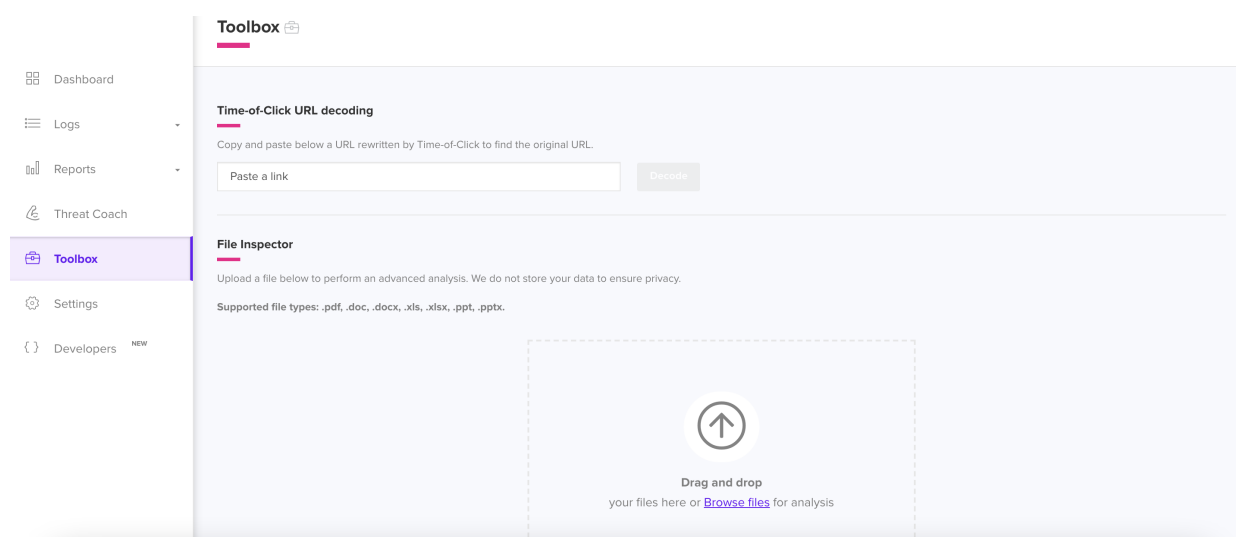 Toolbox
Dashboard
Logs
Reports
Threat Coach
Toolbox
Settings
Developers NEW
Time-of-Click URL decoding
Copy and paste below a URL rewritten by Time-of-Click to find the original URL.
Paste a link
Decode
File Inspector
Upload a file below to perform an advanced analysis. We do not store your data to ensure privacy.
Supported file types: .pdf, .doc, .docx, .xls, .xlsx, .ppt, .pptx.
Drag and drop
your files here or Browse files for analysis